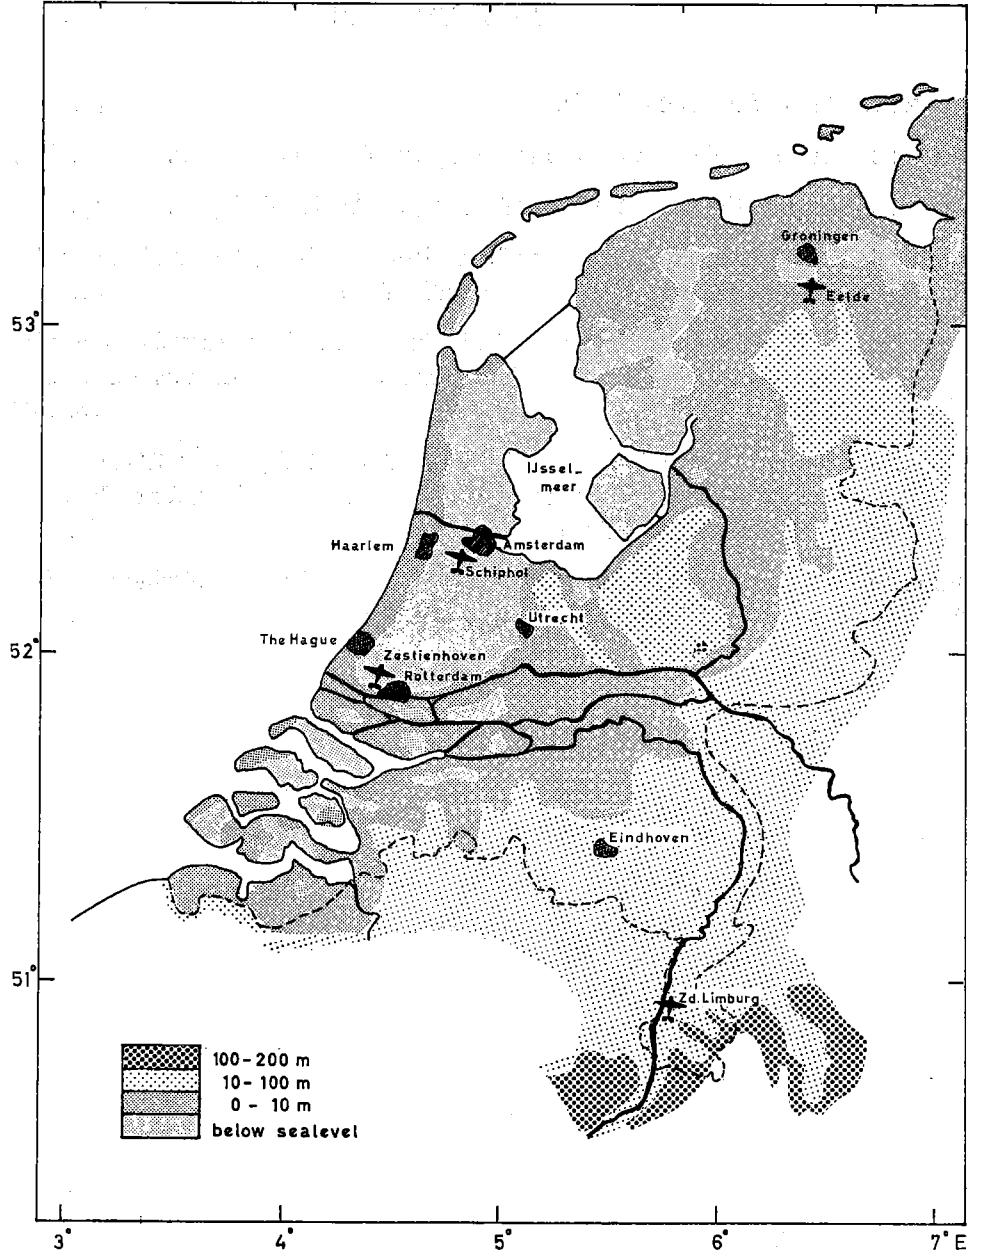 Groningen
Eelde
53°
IJssel_
meer
Haarlem
Amsterdam
Schiphol
Utrecht
The Hague
52°
Zestienhoven
Rotterdam
Eindhoven
51°
Zd. Limburg
100-200 m
10-100 m
0 - 10 m
below sealevel
3° 4° 5° 6° 7° E